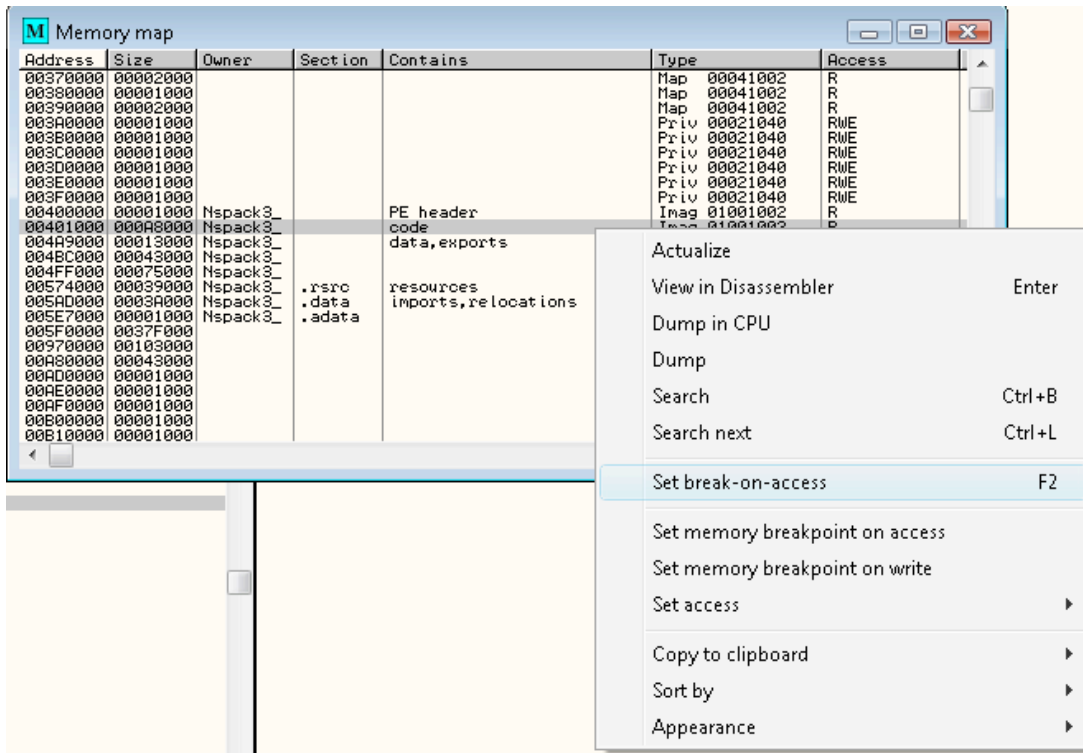 M Memory map
Address Size Owner Section Contains Type Access
00370000 00002000 Map 00041002 R
00380000 00001000 Map 00041002 R
00390000 00002000 Map 00041002 R
003A0000 00001000 Priv 00021040 RWE
003B0000 00001000 Priv 00021040 RWE
003C0000 00001000 Priv 00021040 RWE
003D0000 00001000 Priv 00021040 RWE
003E0000 00001000 Priv 00021040 RWE
003F0000 00001000 Priv 00021040 RWE
00400000 00001000 Nspack3_ PE header Imag 01001002 R
00401000 000A8000 Nspack3_ code Imag 01001002 R
004A9000 00013000 Nspack3_ data,exports
004BC000 00043000 Nspack3_
004FF000 00075000 Nspack3_
00574000 00039000 Nspack3_ .rsrc resources
005AD000 0003A000 Nspack3_ .data imports,relocations
005E7000 00001000 Nspack3_ .adata
005F0000 0037F000
00970000 00103000
00A80000 00043000
00AD0000 00001000
00AE0000 00001000
00AF0000 00001000
00B00000 00001000
00B10000 00001000
Actualize
View in Disassembler Enter
Dump in CPU
Dump
Search Ctrl+B
Search next Ctrl+L
Set break-on-access F2
Set memory breakpoint on access
Set memory breakpoint on write
Set access
Copy to clipboard
Sort by
Appearance